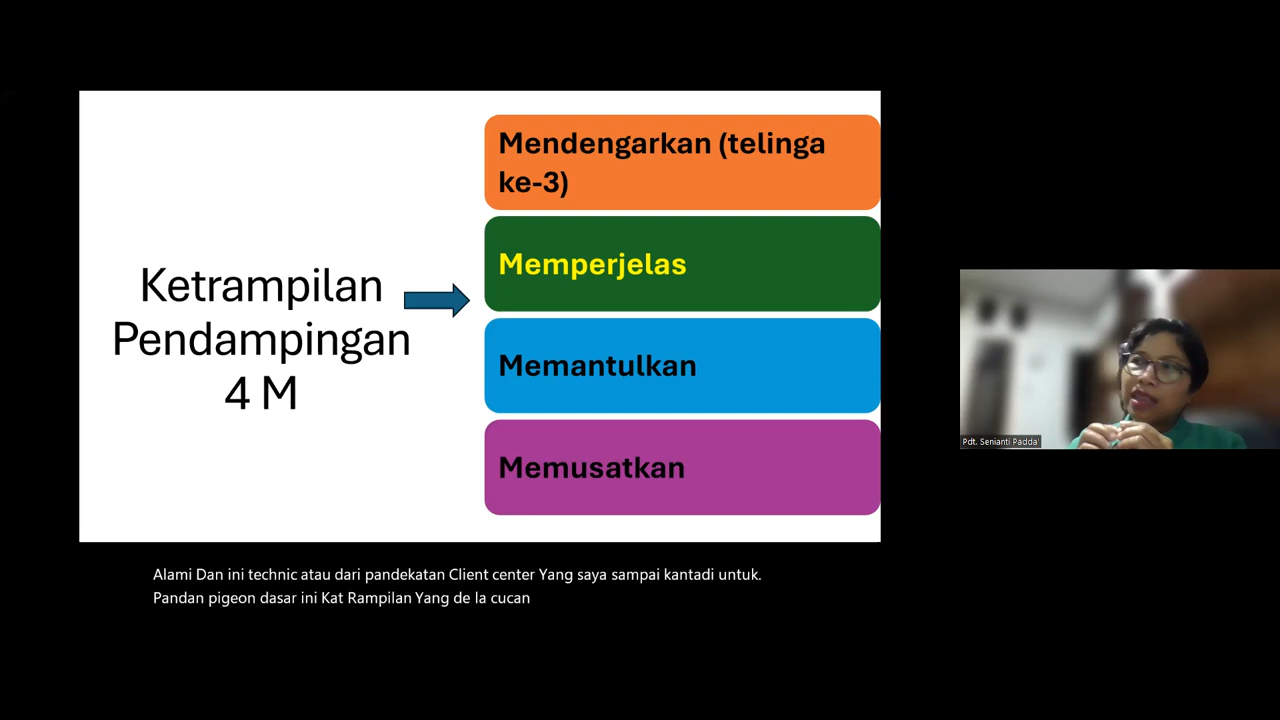 Ketrampilan
Pendampingan
4 M
Mendengarkan (telinga
ke-3)
Memperjelas
Memantulkan
Memusatkan
Pdt. Senianti Padda'
Alami Dan ini technic atau dari pandekatan Client center Yang saya sampai kantadi untuk.
Pandan pigeon dasar ini Kat Rampilan Yang de la cucan